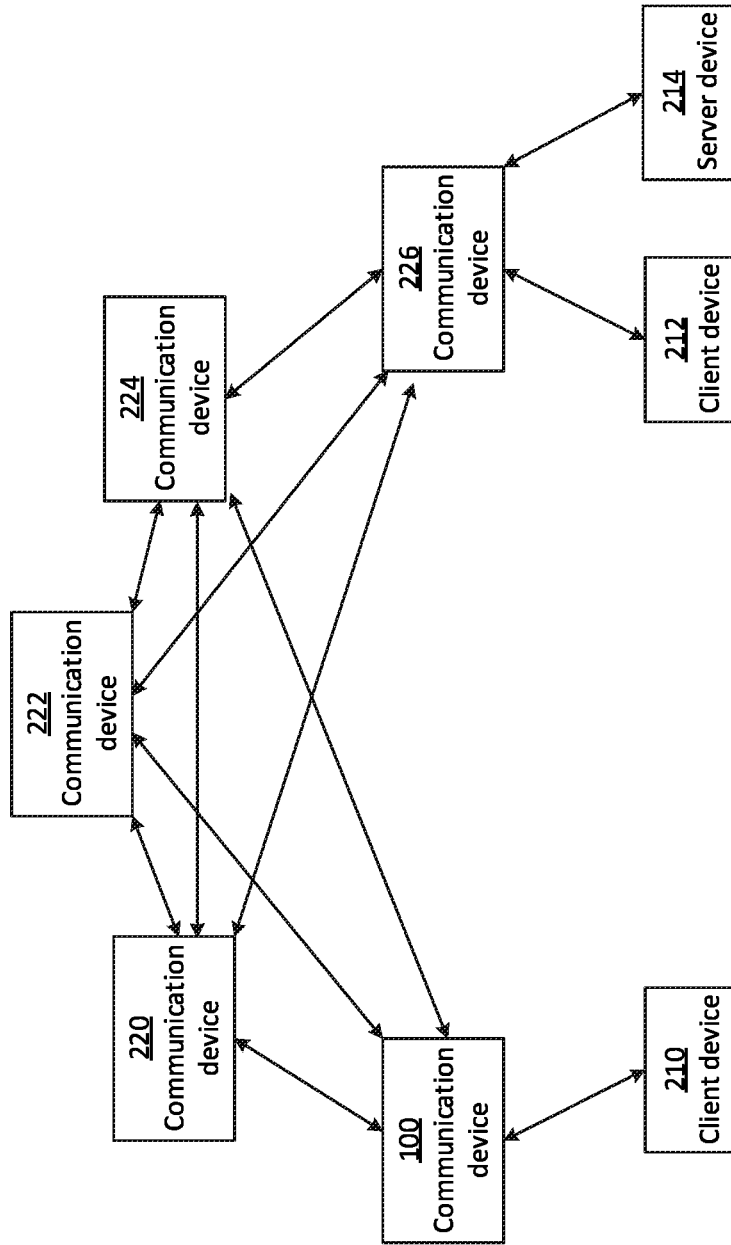 222
Communication
device
220
Communication
device
224
Communication
device
100
Communication
device
226
Communication
device
210
Client device
212
Client device
214
Server device